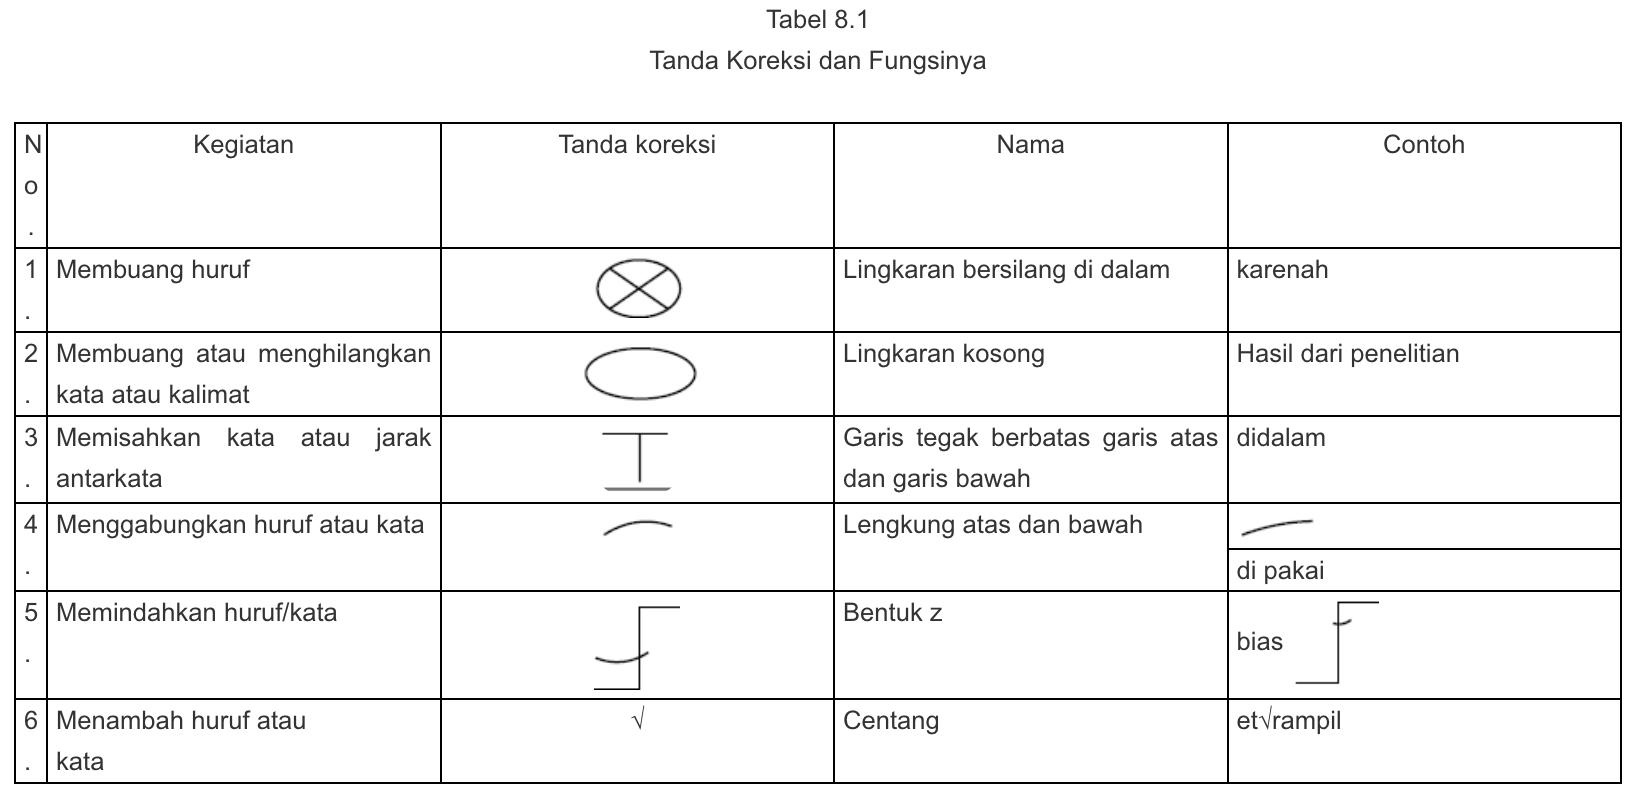 Tabel 8.1
Tanda Koreksi dan Fungsinya
No. Kegiatan Tanda koreksi Nama Contoh
1. Membuang huruf Lingkaran bersilang di dalam karenah
2. Membuang atau menghilangkan kata atau kalimat Lingkaran kosong Hasil dari penelitian
3. Memisahkan kata atau jarak antarkata Garis tegak berbatas garis atas dan garis bawah didalam
4. Menggabungkan huruf atau kata Lengkung atas dan bawah di pakai
5. Memindahkan huruf/kata Bentuk z bias
6. Menambah huruf atau kata √ Centang et√rampil